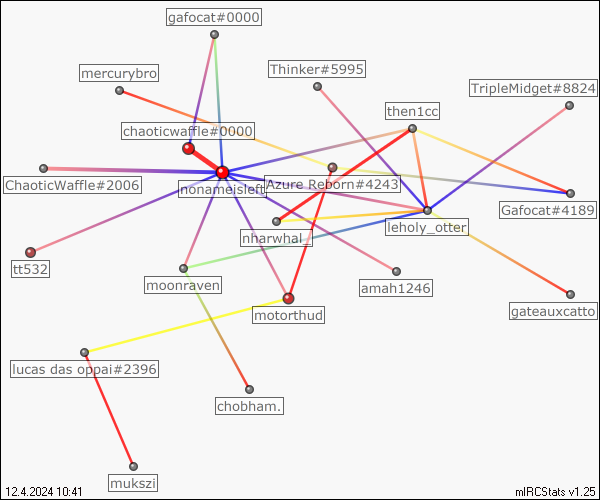 gafocat#0000
Thinker#5995
mercurybro
TripleMidget#8824
then1cc
chaoticwaffle#0000
ChaoticWaffle#2006
nonameisleft
Azure Reborn#4243
Gafocat#4189
leholy_otter
nharwhal_
tt532
moonraven
amah1246
motorthud
gateauxcatto
lucas das oppai#2396
chobham.
mukszi
12.4.2024 10:41
mIRCStats v1.25